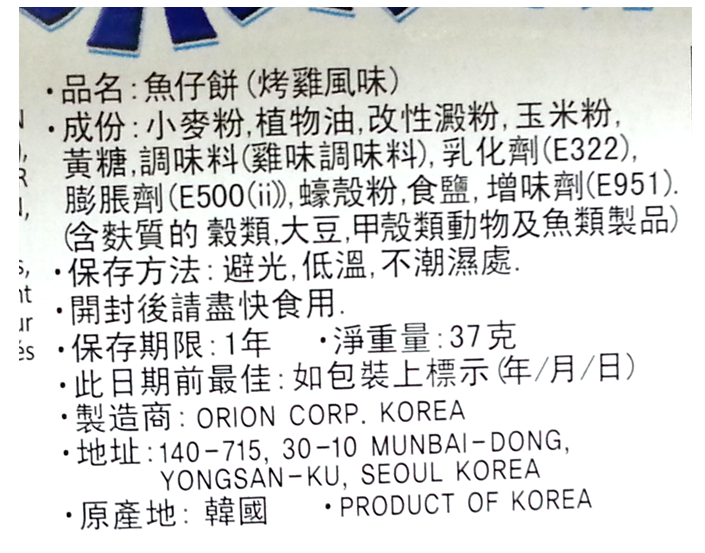 ・品名:魚仔餅(烤雞風味)
・成份:小麥粉,植物油,改性澱粉,玉米粉,
黃糖,調味料(雞味調味料),乳化劑(E322),
膨脹劑(E500(ii)),蠔殼粉,食鹽,增味劑(E951).
(含麩質的 穀類,大豆,甲殼類動物及魚類製品)
・保存方法:避光,低溫,不潮濕處.
・開封後請盡快食用.
・保存期限:1年 ・淨重量:37克
・此日期前最佳:如包裝上標示(年/月/日)
・製造商:ORION CORP. KOREA
・地址:140-715, 30-10 MUNBAI-DONG,
YONGSAN-KU, SEOUL KOREA
・原產地:韓國 ・PRODUCT OF KOREA